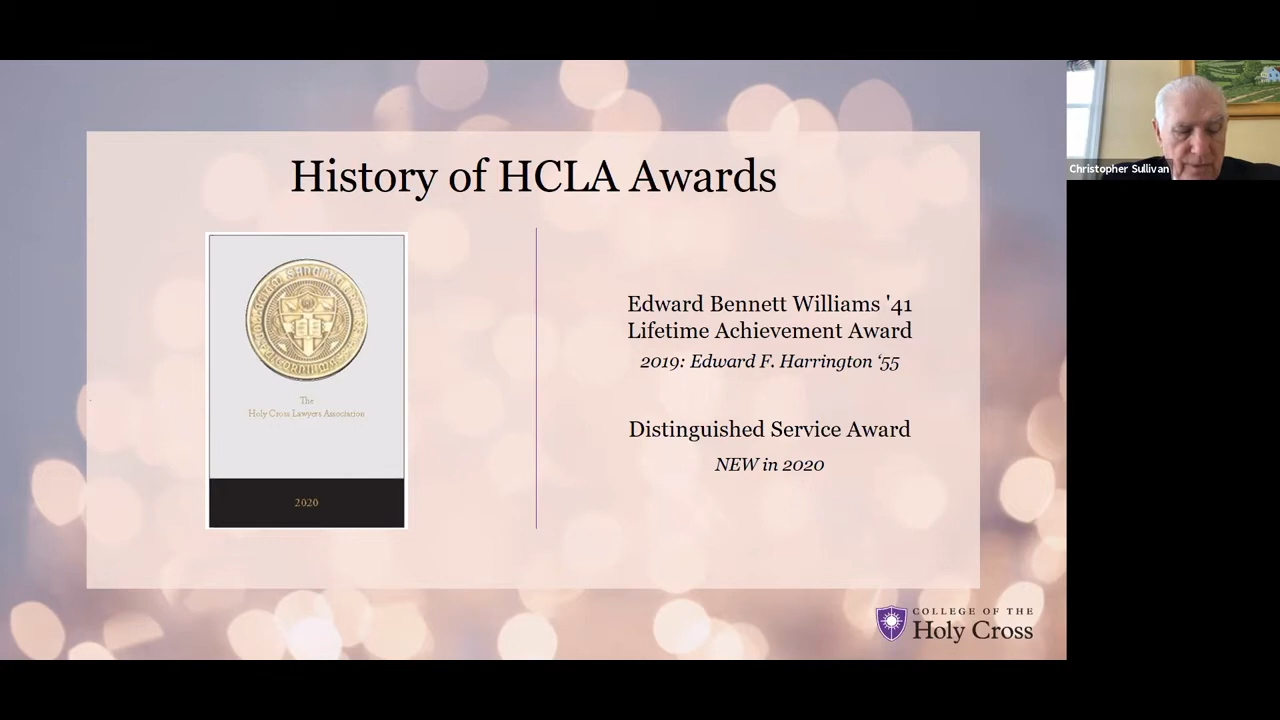 History of HCLA Awards
The
Holy Cross Lawyers Association
2020
Edward Bennett Williams '41
Lifetime Achievement Award
2019: Edward F. Harrington ‘55
Distinguished Service Award
NEW in 2020
COLLEGE OF THE
Holy Cross
Christopher Sullivan